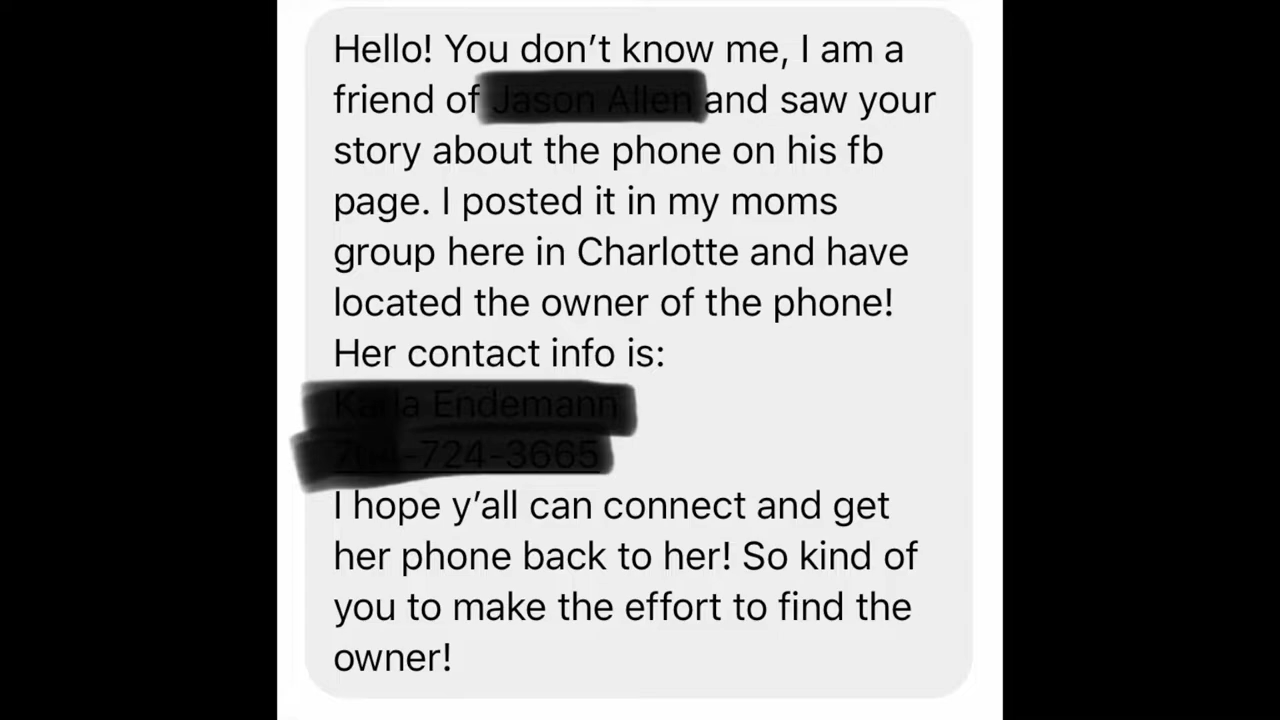 Hello! You don't know me, I am a
friend of and saw your
story about the phone on his fb
page. I posted it in my moms
group here in Charlotte and have
located the owner of the phone!
Her contact info is:
I hope y'all can connect and get
her phone back to her! So kind of
you to make the effort to find the
owner!